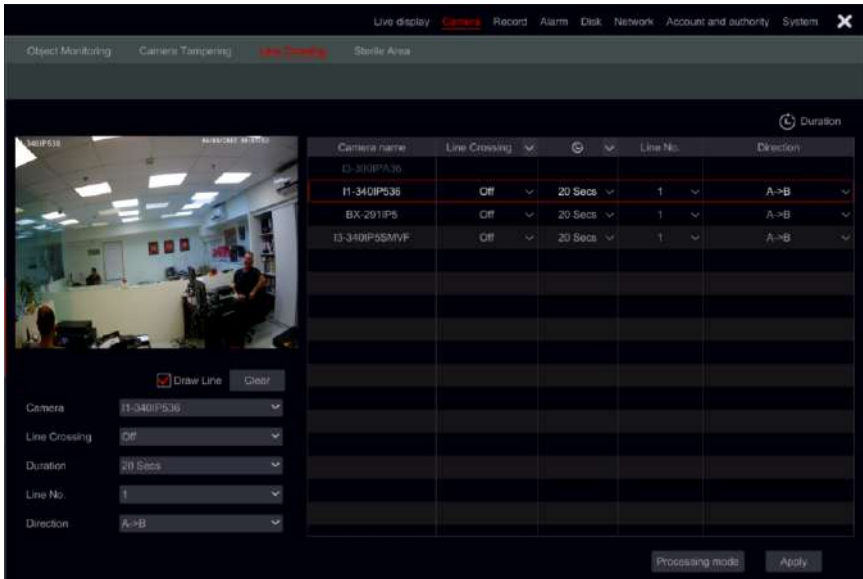 Live display Camera Record Alarm Disk Network Account and authority System
Object Monitoring Camera Tampering Line Crossing Sterile Area
Duration
Camera name Line Crossing Line No. Direction
I3-390IPA36
I1-340IP536 Off 20 Secs 1 A->B
BX-291IP5 Off 20 Secs 1 A->B
I3-340IP5SMVF Off 20 Secs 1 A->B
Draw Line Clear
Camera I1-340IP536
Line Crossing Off
Duration 20 Secs
Line No. 1
Direction A->B
Processing mode Apply